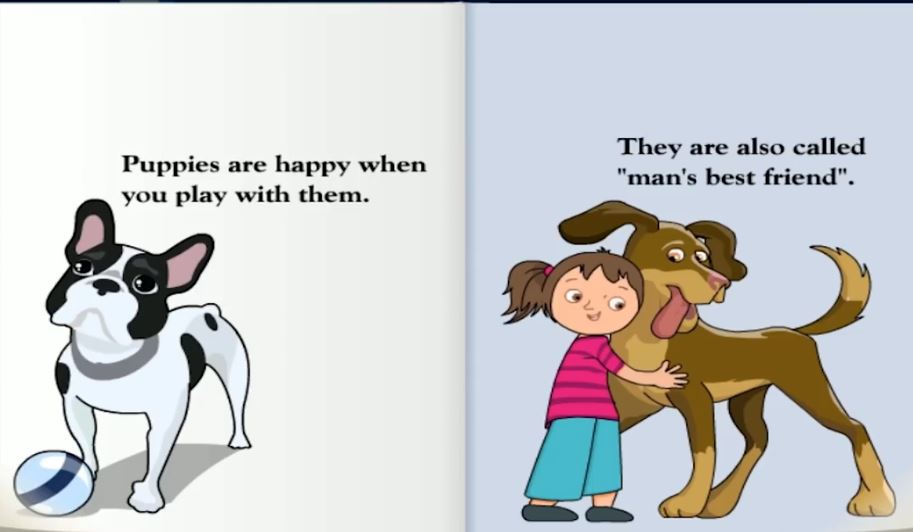 Puppies are happy when
you play with them.
They are also called
"man's best friend".